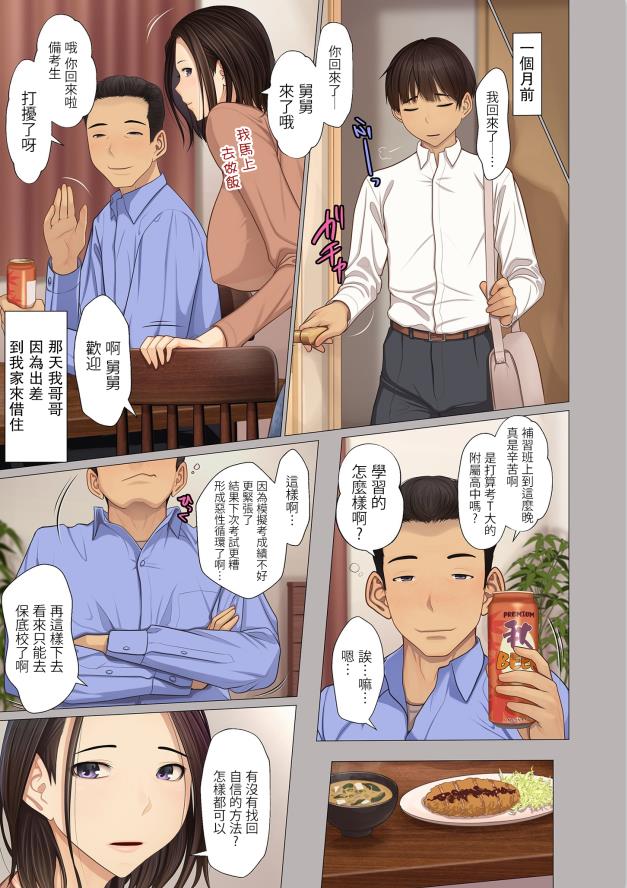 一個月前
我回來了─…
你回來了─
舅舅
來了哦
ガチャ
我馬上
去做飯
哦 你回來啦
備考生
打擾了呀
啊 舅舅
歡迎
那天我哥哥
因為出差
到我家來借住
補習班上到這麼晚
真是辛苦啊
是打算考T大的
附屬高中嗎?
學習的
怎麼樣啊?
誒…嘛…
嗯…
PREMIUM
秋
BEER
這樣啊…
因為模擬考成績不好
更緊張了
結果下次考試更糟
形成惡性循環了啊…
再這樣下去
看來只能去
保底校了啊
有沒有找回
自信的方法?
怎樣都可以